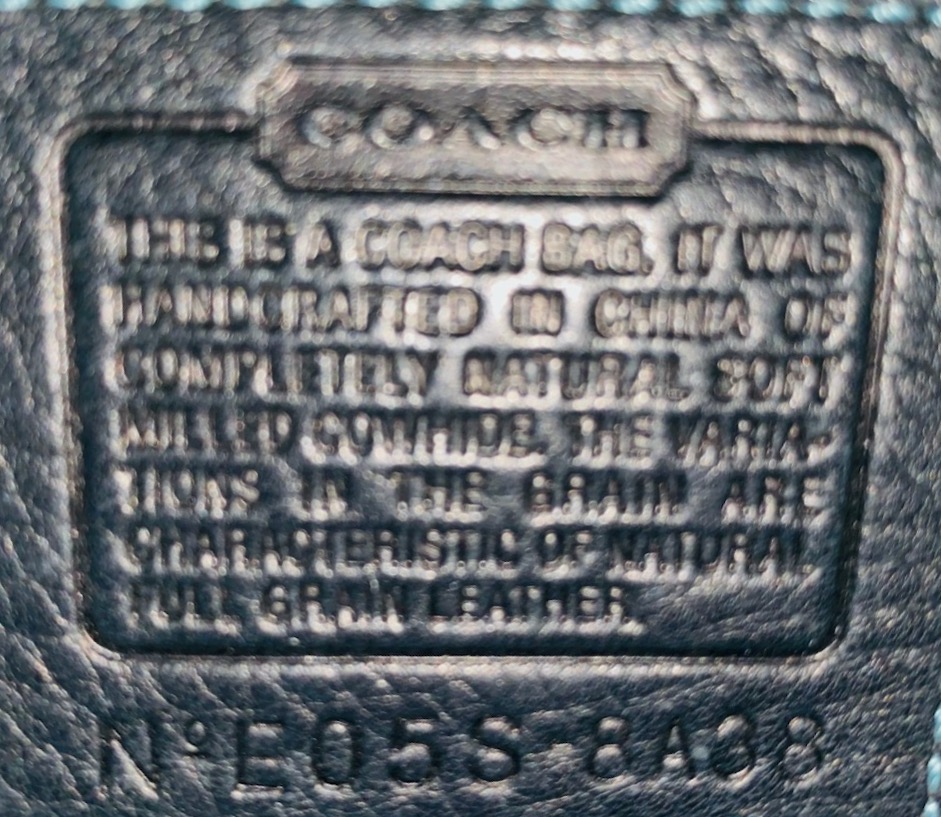 COACH
THIS IS A COACH BAG. IT WAS
HANDCRAFTED IN CHINA OF
COMPLETELY NATURAL SOFT
MILLED COWHIDE. THE VARIA-
TIONS IN THE GRAIN ARE
CHARACTERISTIC OF NATURAL
FULL GRAIN LEATHER.
Nº E05S-8A38